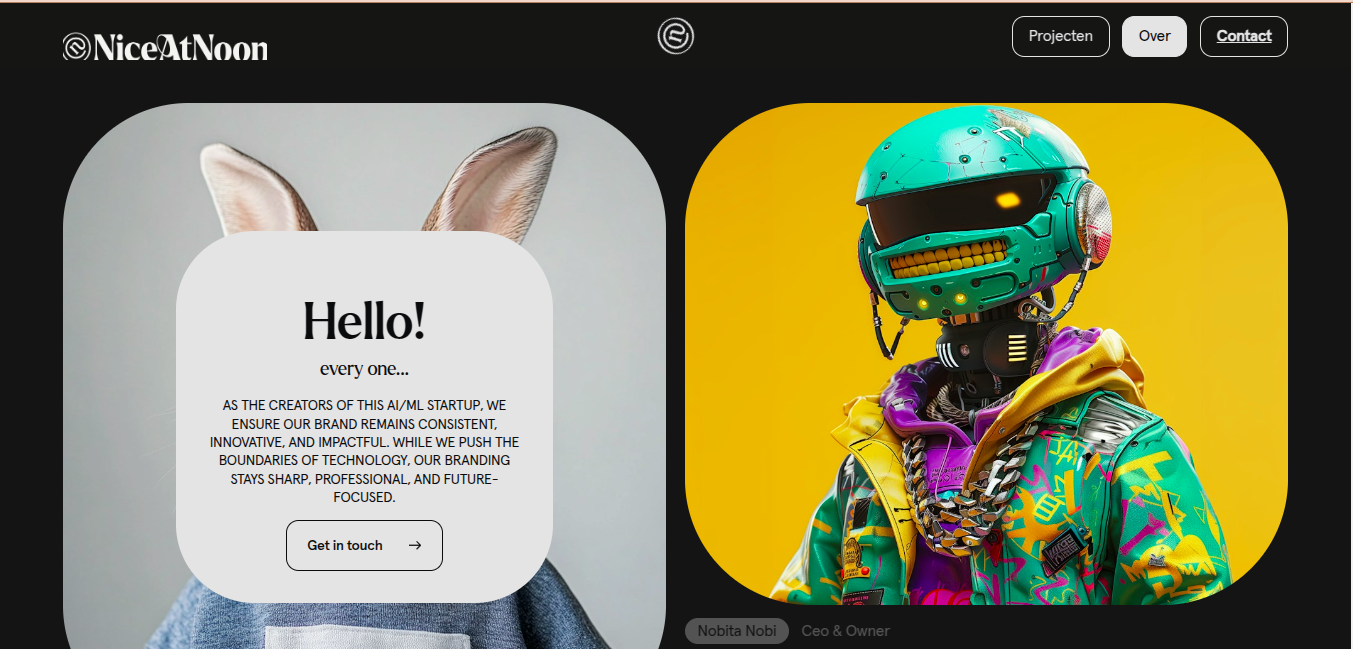 NiceAtNoon
Projecten
Over
Contact
Hello!
every one...
AS THE CREATORS OF THIS AI/ML STARTUP, WE
ENSURE OUR BRAND REMAINS CONSISTENT,
INNOVATIVE, AND IMPACTFUL. WHILE WE PUSH THE
BOUNDARIES OF TECHNOLOGY, OUR BRANDING
STAYS SHARP, PROFESSIONAL, AND FUTURE-
FOCUSED.
Get in touch
Nobita Nobi
Ceo & Owner